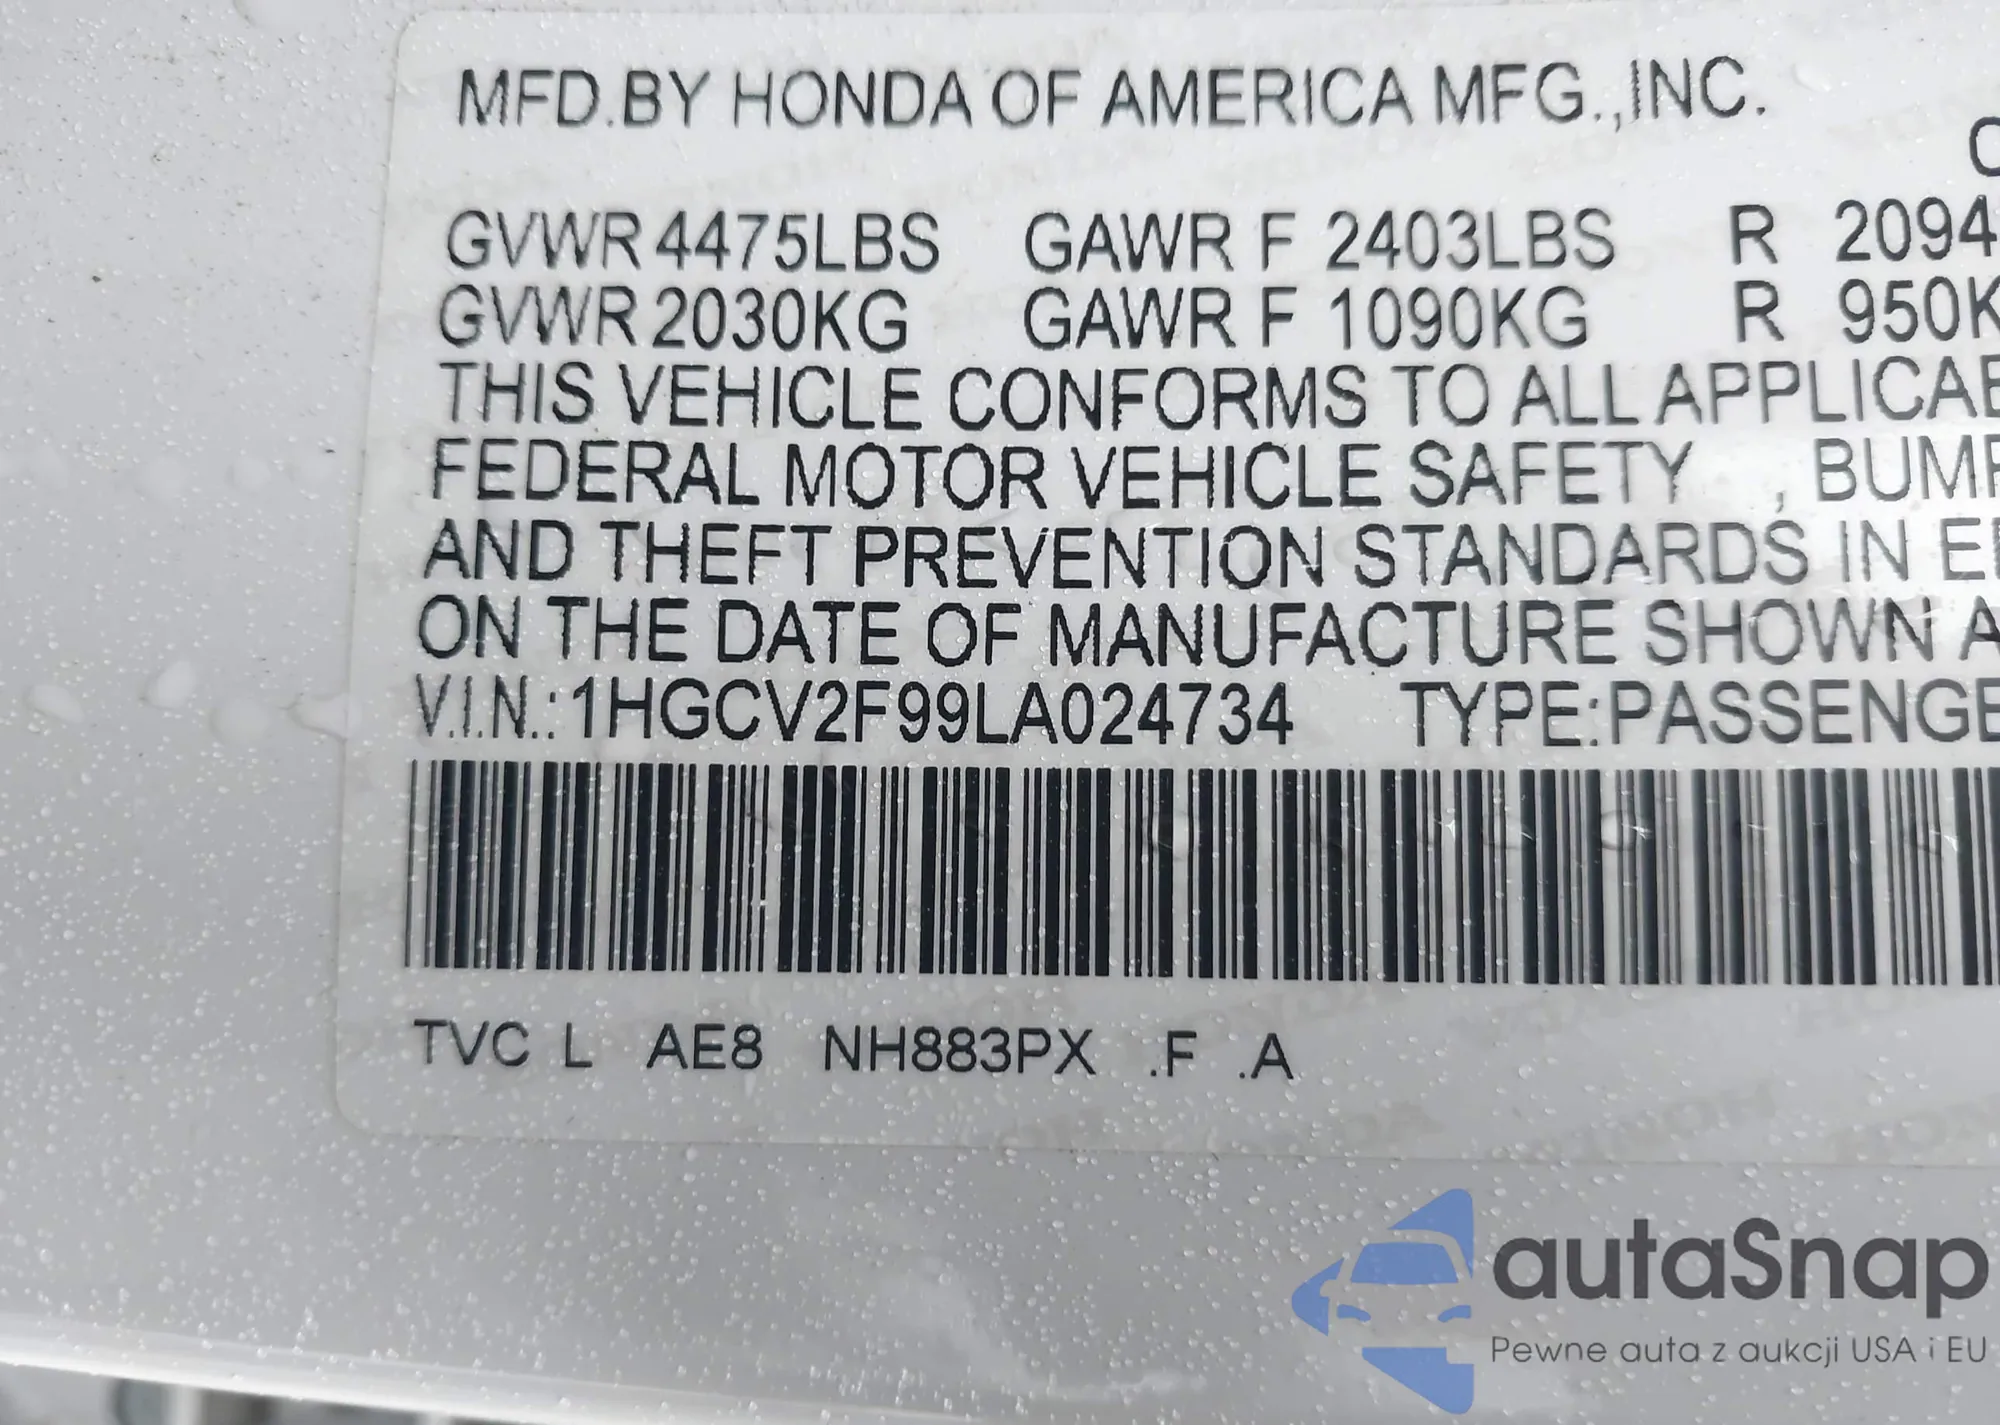 MFD.BY HONDA OF AMERICA MFG.,INC.
GVWR 4475LBS GAWR F 2403LBS R 2094
GVWR 2030KG GAWR F 1090KG R 950K
THIS VEHICLE CONFORMS TO ALL APPLICAB
FEDERAL MOTOR VEHICLE SAFETY , BUMP
AND THEFT PREVENTION STANDARDS IN E
ON THE DATE OF MANUFACTURE SHOWN A
V.I.N.:1HGCV2F99LA024734 TYPE:PASSENGE
TVC L AE8 NH883PX .F .A
autaSnap
Pewne auta z aukcji USA i EU